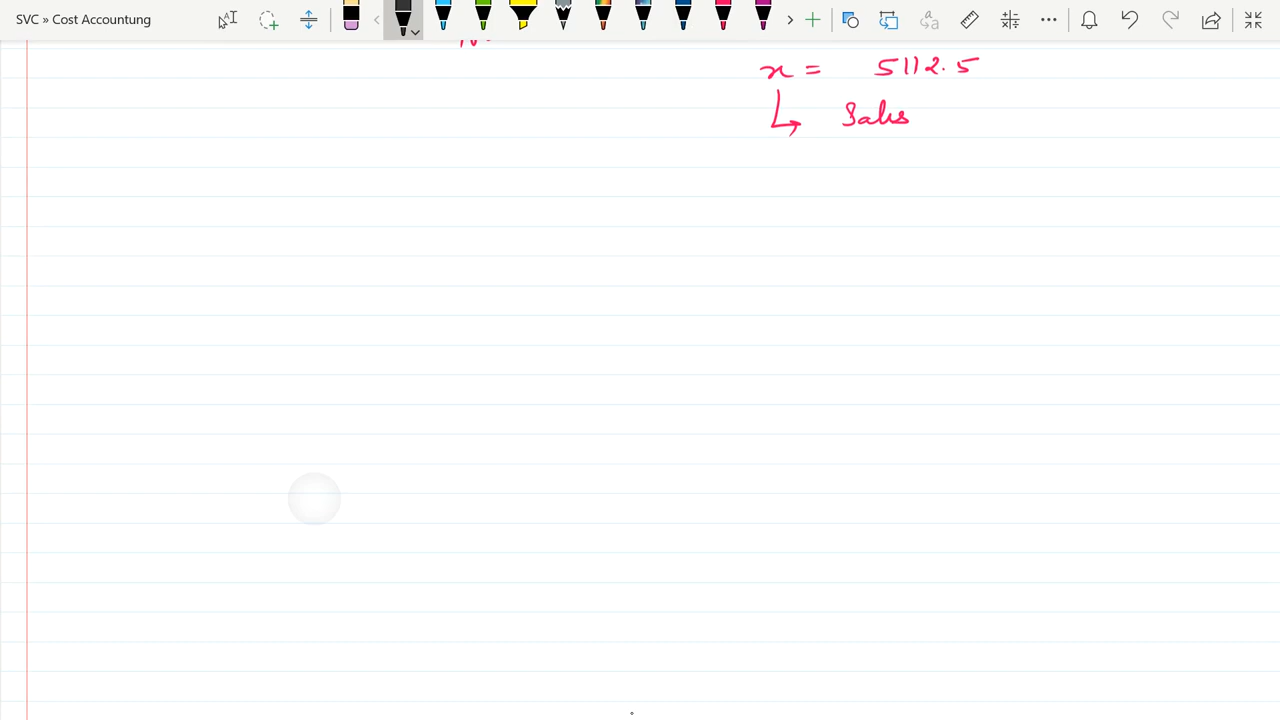 SVC » Cost Accountung
x = 5112.5
↳ Sales